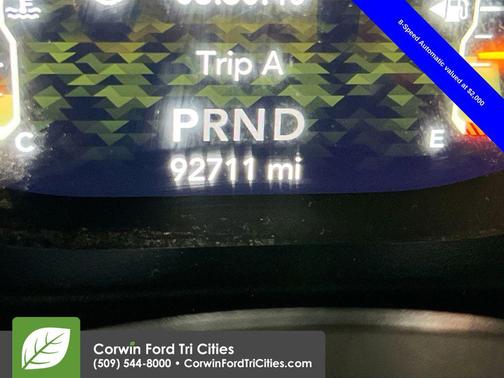 8-Speed Automatic valued at $2,000
Trip A
PRND
C
E
92711 mi
Corwin Ford Tri Cities
(509) 544-8000 • CorwinFordTriCities.com